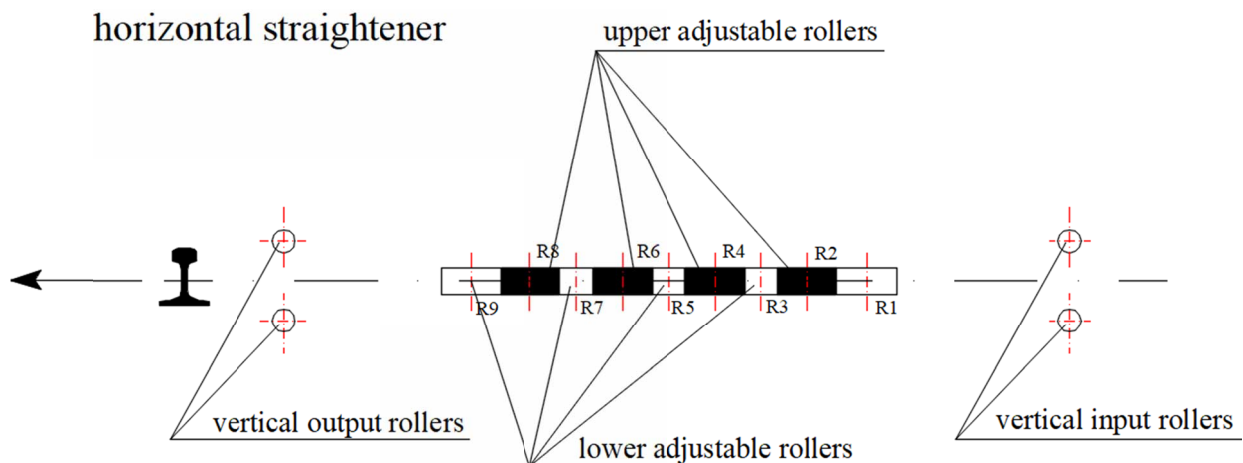 horizontal straightener
upper adjustable rollers
R8 R6 R4 R2
R9 R7 R5 R3 R1
vertical output rollers
lower adjustable rollers
vertical input rollers